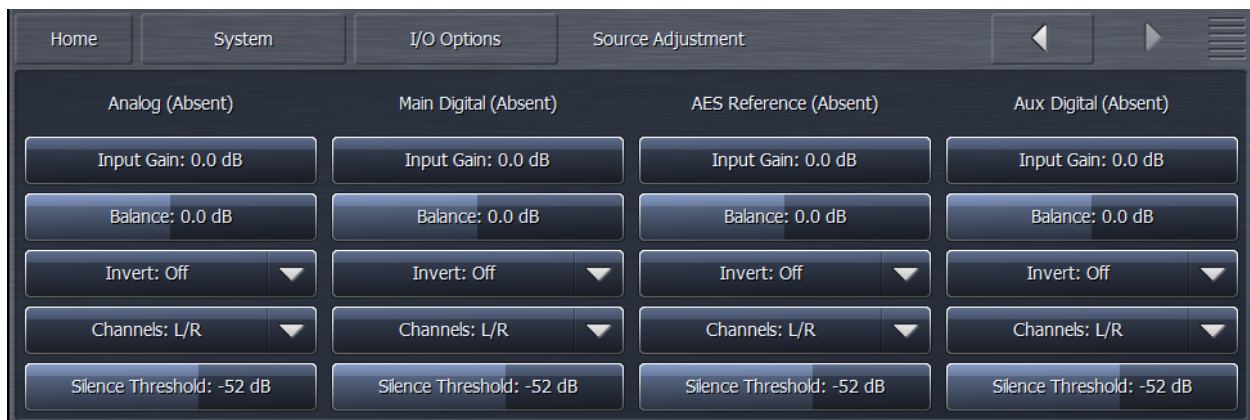 Home System I/O Options Source Adjustment
Analog (Absent) Main Digital (Absent) AES Reference (Absent) Aux Digital (Absent)
Input Gain: 0.0 dB Input Gain: 0.0 dB Input Gain: 0.0 dB Input Gain: 0.0 dB
Balance: 0.0 dB Balance: 0.0 dB Balance: 0.0 dB Balance: 0.0 dB
Invert: Off Invert: Off Invert: Off Invert: Off
Channels: L/R Channels: L/R Channels: L/R Channels: L/R
Silence Threshold: -52 dB Silence Threshold: -52 dB Silence Threshold: -52 dB Silence Threshold: -52 dB